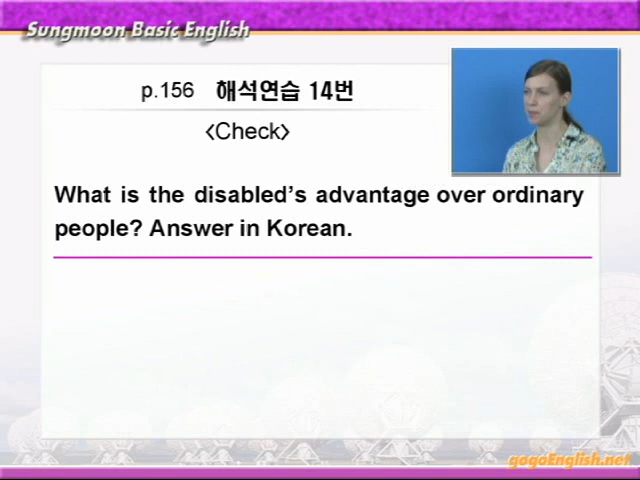 Sungmoon Basic English
p.156 해석연습 14번
<Check>
What is the disabled's advantage over ordinary
people? Answer in Korean.
gogoEnglish.net